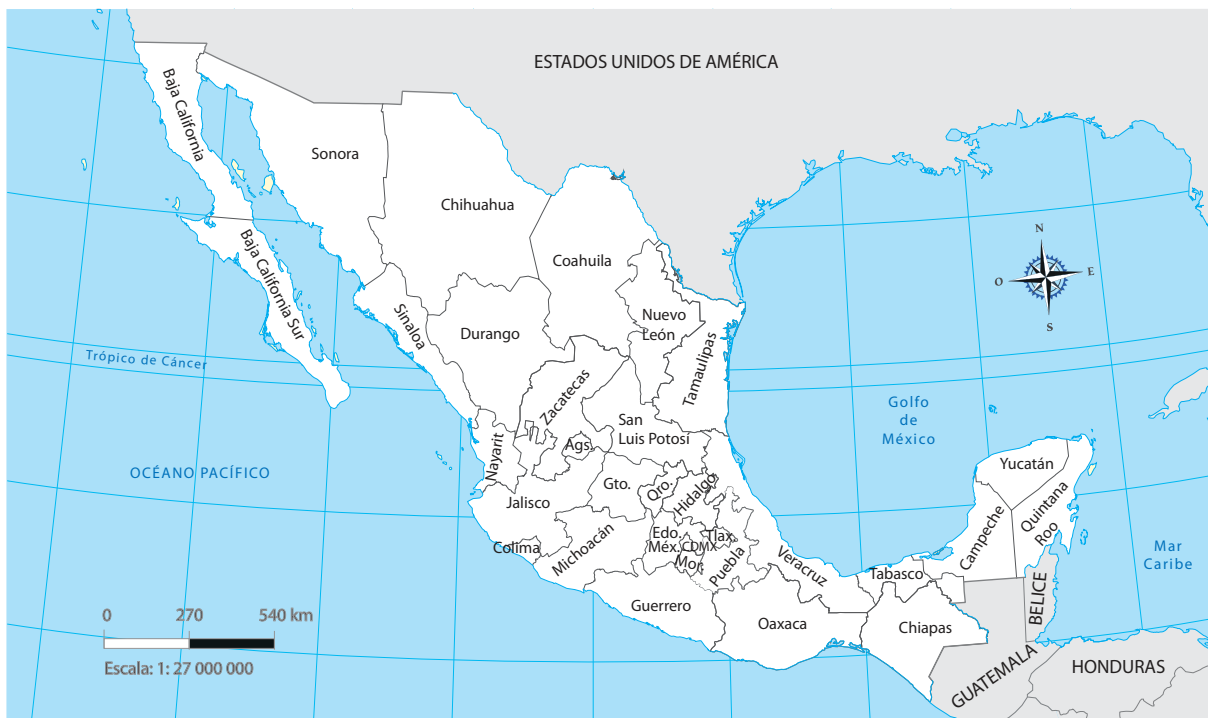 ESTADOS UNIDOS DE AMÉRICA
Baja California
Sonora
Chihuahua
Coahuila
Baja California Sur
N
O
E
S
Sinaloa
Durango
Nuevo
León
Tamaulipas
Trópico de Cáncer
Zacatecas
San
Luis Potosí
Golfo
de
México
Nayarit
Ags.
OCÉANO PACÍFICO
Jalisco
Gto.
Qro.
Hidalgo
Yucatán
Quintana
Roo
Campeche
Colima
Michoacán
Edo.
Méx.
CDMX
Tlax.
Mor.
Puebla
Veracruz
Tabasco
Mar
Caribe
BELICE
Guerrero
Oaxaca
Chiapas
GUATEMALA
HONDURAS
0 270 540 km
Escala: 1: 27 000 000